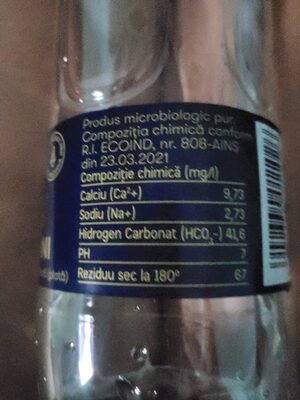 Produs microbiologic pur.
Compoziția chimică conform
R.I. ECOIND, nr. 808-AINS
din 23.03.2021
Compoziție chimică (mg/l)
Calciu (Ca²+) 9,73
Sodiu (Na+) 2,73
Hidrogen Carbonat (HCO₃-) 41,6
PH 7
Reziduu sec la 180° 67
NI